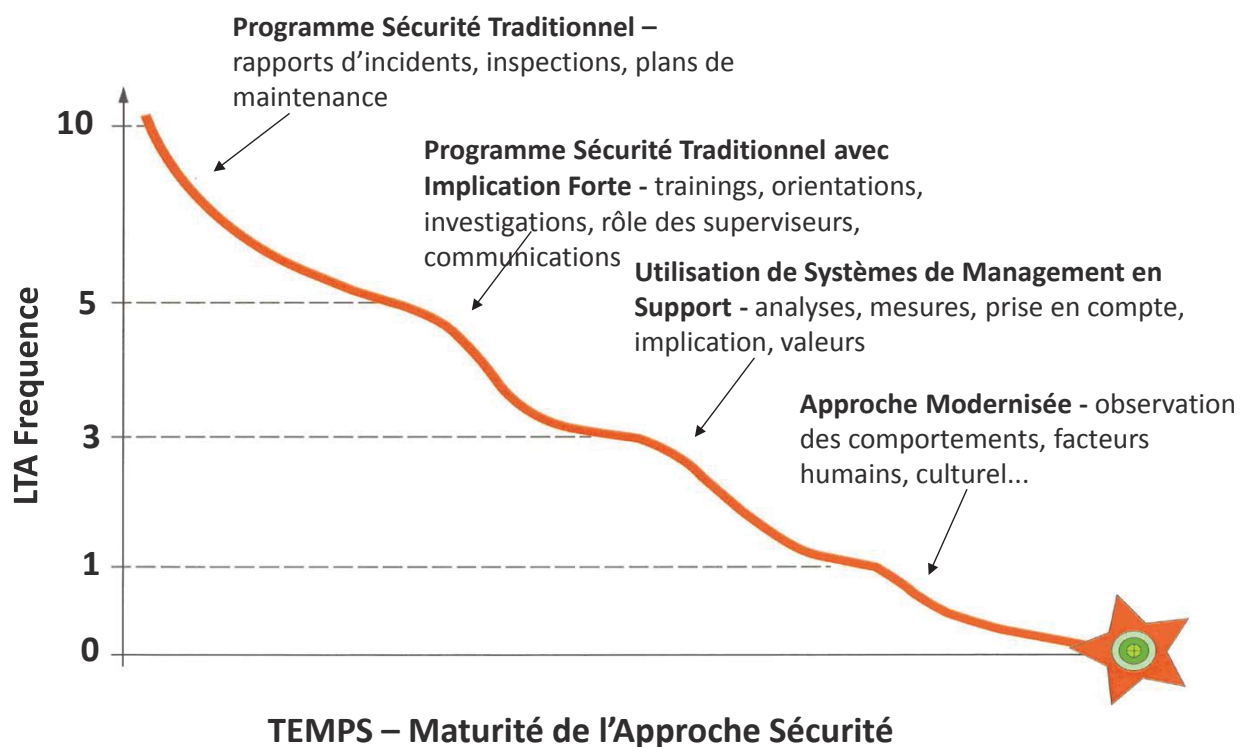 Programme Sécurité Traditionnel –
rapports d'incidents, inspections, plans de
maintenance
10
Programme Sécurité Traditionnel avec
Implication Forte - trainings, orientations,
investigations, rôle des superviseurs,
communications
Utilisation de Systèmes de Management en
Support - analyses, mesures, prise en compte,
implication, valeurs
5
Approche Modernisée - observation
des comportements, facteurs
humains, culturel...
3
LTA Frequence
1
0
TEMPS – Maturité de l'Approche Sécurité